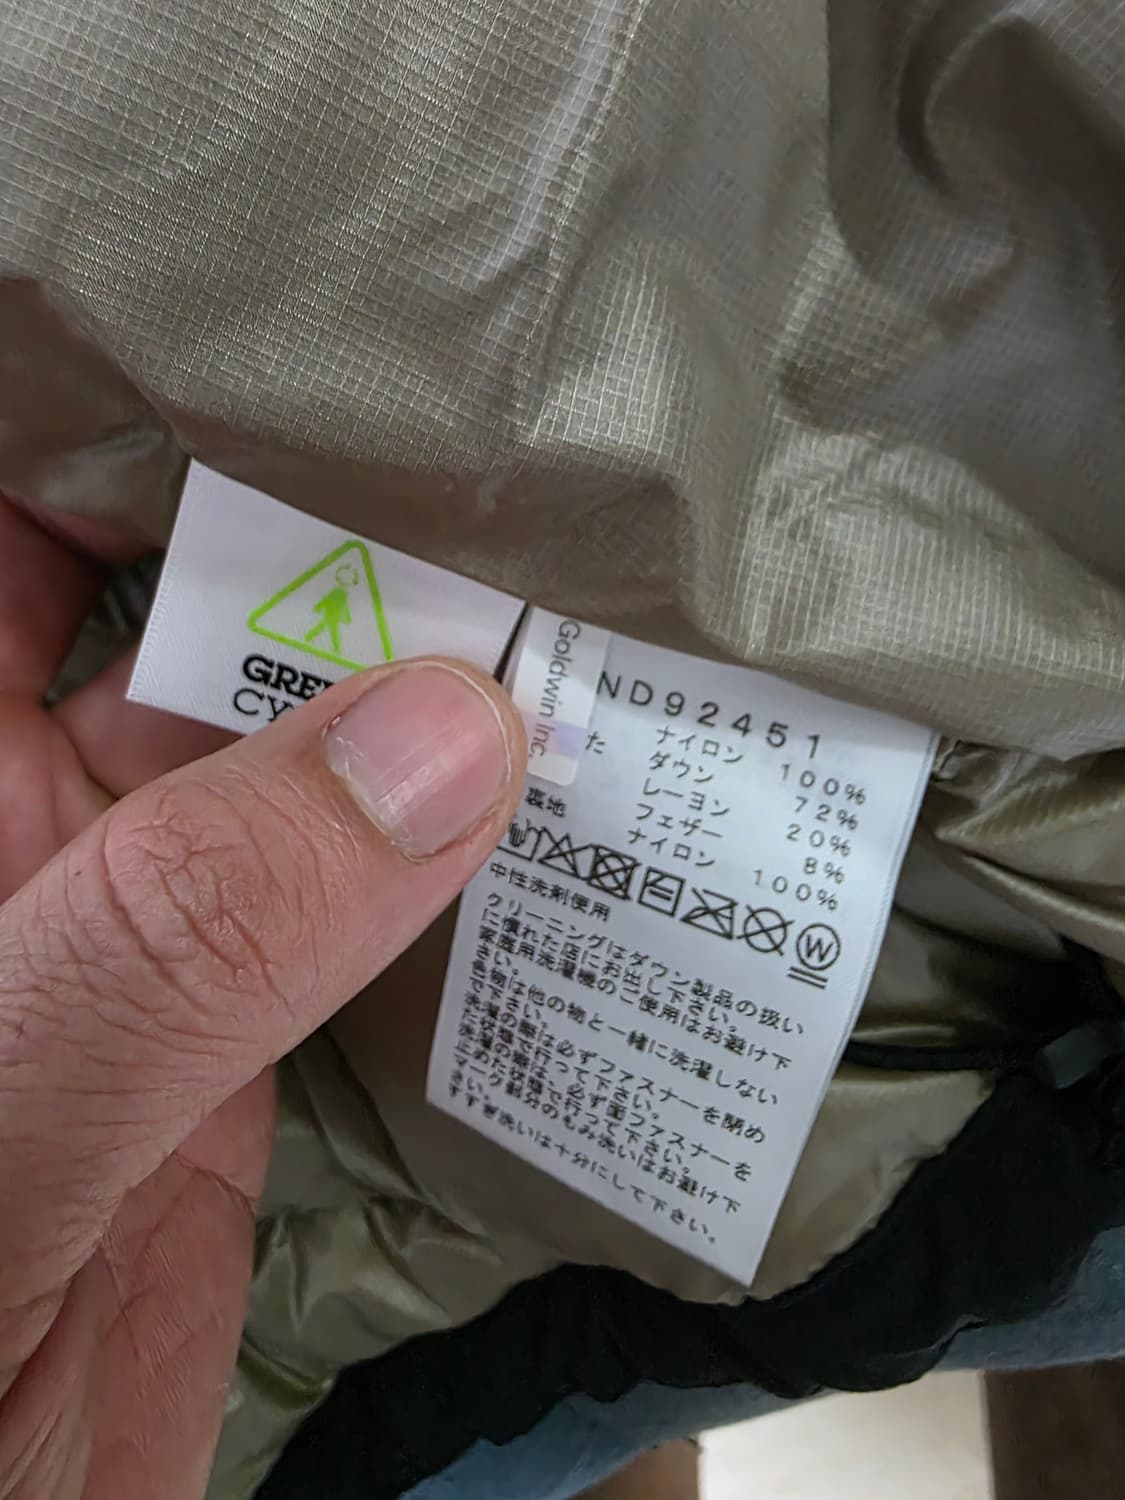 GRE
CY
Goldwin Inc.
ND92451
ナイロン 100%
た ダウン 72%
レーヨン 20%
フェザー 8%
裏地 ナイロン 100%
W
中性洗剤使用
クリーニングはダウン製品の扱い
に慣れた店にお出し下さい。
家庭用洗濯機のご使用はお避け下
さい。
色物は他の物と一緒に洗濯しない
で下さい。
洗濯の際は必ずファスナーを閉め
た状態で行って下さい。
洗濯の際は、必ず面ファスナーを
止めた状態で行って下さい。
マーク部分のもみ洗いはお避け下
さい。
すすぎ洗いは十分にして下さい。